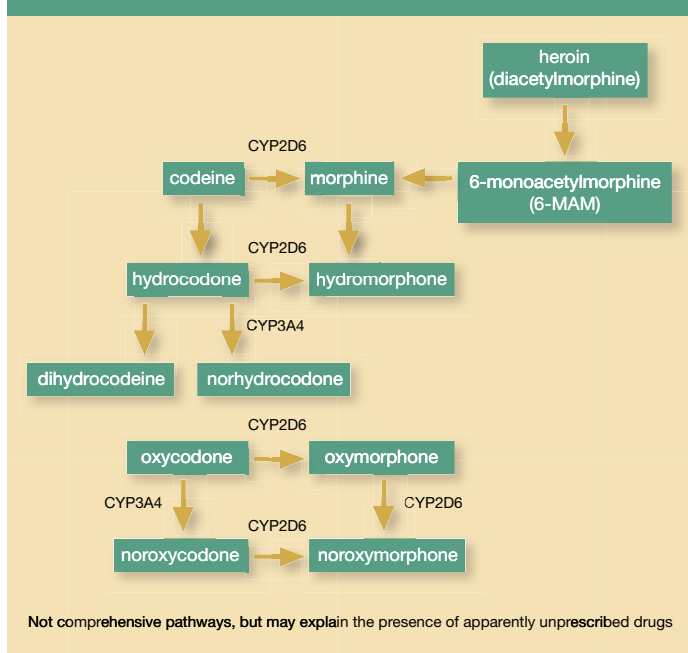 heroin
(diacetylmorphine)
CYP2D6
codeine
morphine
6-monoacetylmorphine
(6-MAM)
CYP2D6
hydrocodone
hydromorphone
CYP3A4
dihydrocodeine
norhydrocodone
CYP2D6
oxycodone
oxymorphone
CYP3A4
CYP2D6
CYP2D6
noroxycodone
noroxymorphone
Not comprehensive pathways, but may explain the presence of apparently unprescribed drugs